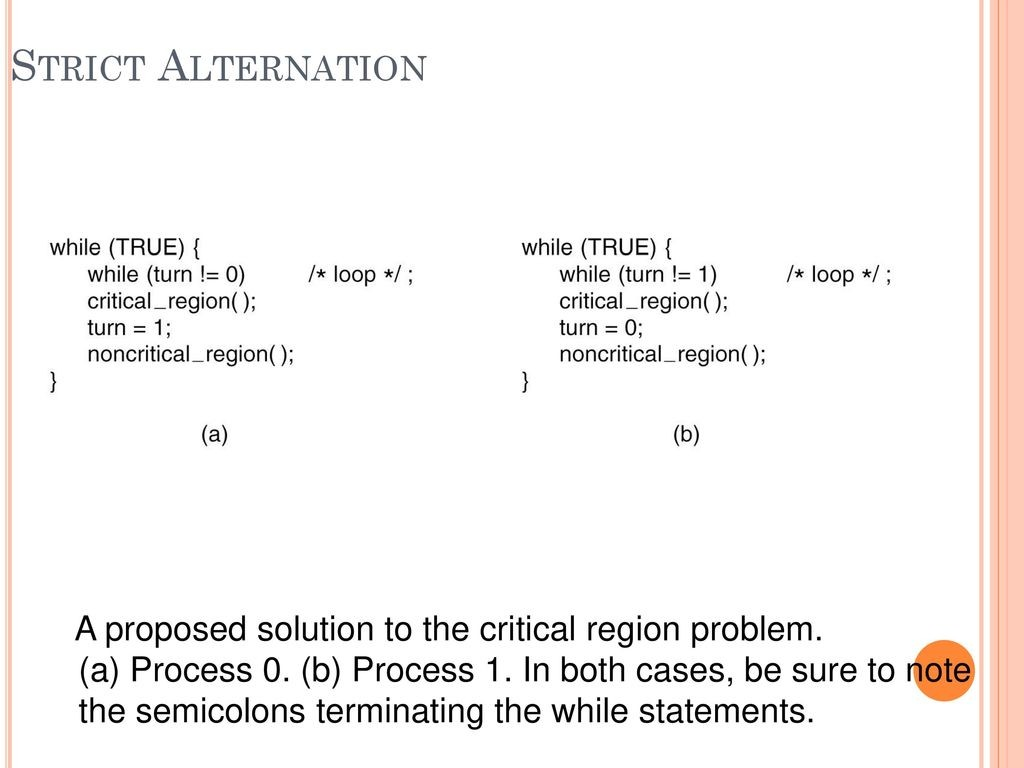 STRICT ALTERNATION
while (TRUE) {
while (turn != 0) /* loop */ ;
critical_region( );
turn = 1;
noncritical_region( );
}
(a)
while (TRUE) {
while (turn != 1) /* loop */ ;
critical_region( );
turn = 0;
noncritical_region( );
}
(b)
A proposed solution to the critical region problem.
(a) Process 0. (b) Process 1. In both cases, be sure to note
the semicolons terminating the while statements.